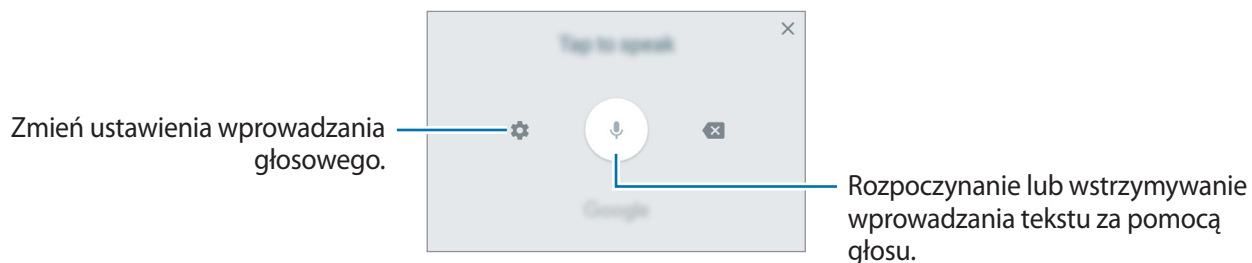 Tap to speak
Zmień ustawienia wprowadzania
głosowego.
Rozpoczynanie lub wstrzymywanie
wprowadzania tekstu za pomocą
głosu.
Google